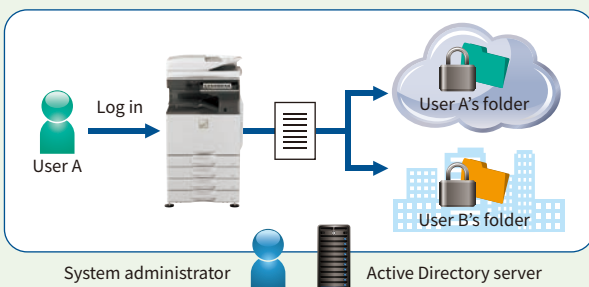 Log in
User A
User A's folder
User B's folder
System administrator
Active Directory server